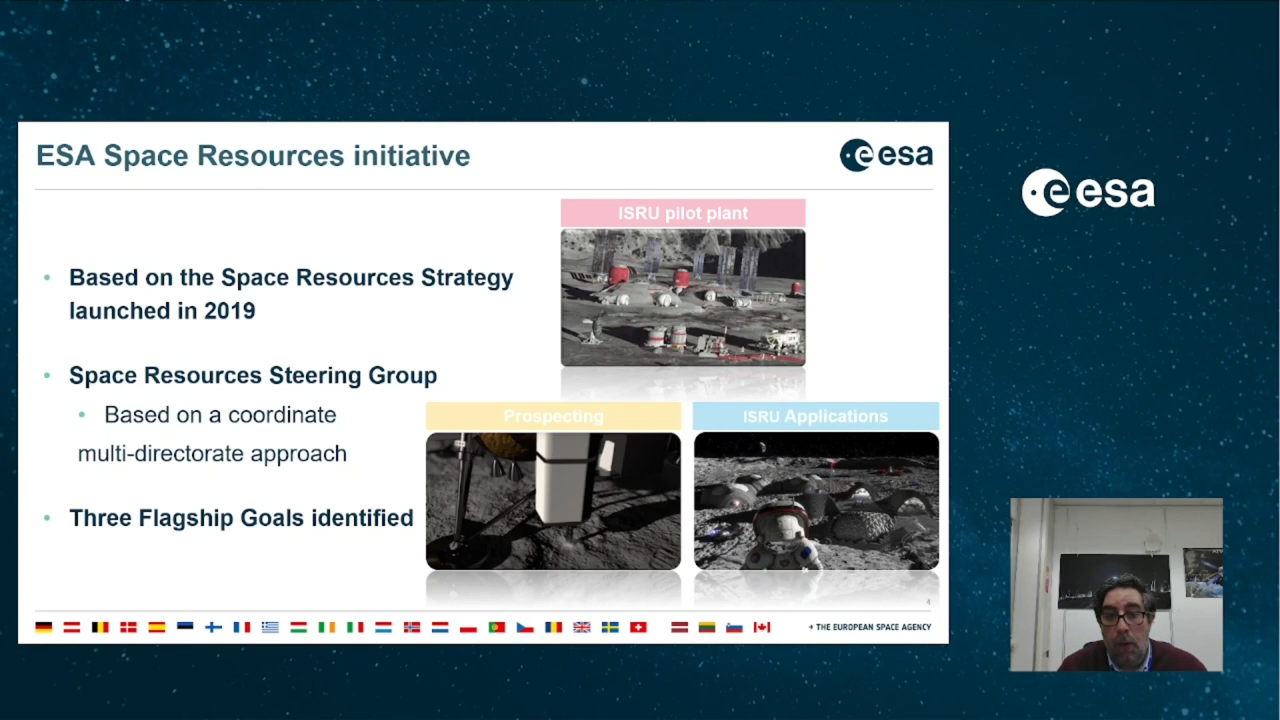 ESA Space Resources initiative
esa
esa
ISRU pilot plant
• Based on the Space Resources Strategy
launched in 2019
• Space Resources Steering Group
• Based on a coordinate
multi-directorate approach
• Three Flagship Goals identified
Prospecting
ISRU Applications
4
→ THE EUROPEAN SPACE AGENCY